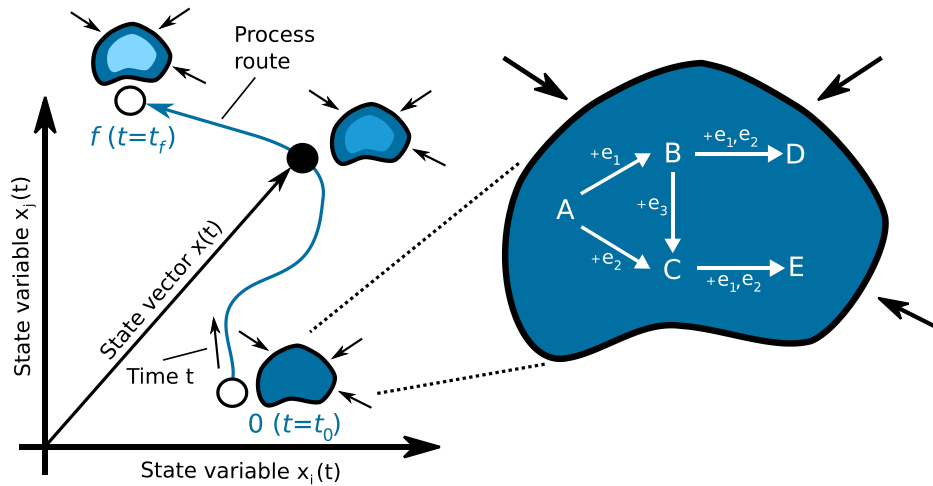 Process
route
f (t=t_f)
State variable x_j(t)
State vector x(t)
Time t
0 (t=t_0)
State variable x_i(t)
A
+e_1
B
+e_1,e_2
D
+e_3
+e_2
C
+e_1,e_2
E